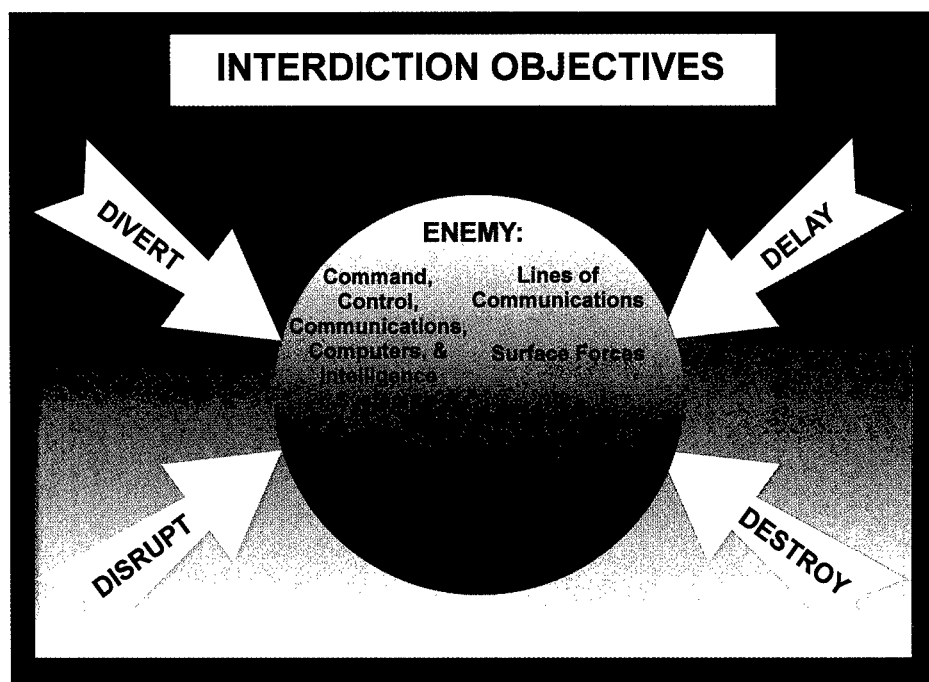 INTERDICTION OBJECTIVES
DIVERT
DELAY
ENEMY:
Command,
Control,
Communications,
Computers, &
Intelligence
Lines of
Communications
Surface Forces
DISRUPT
DESTROY